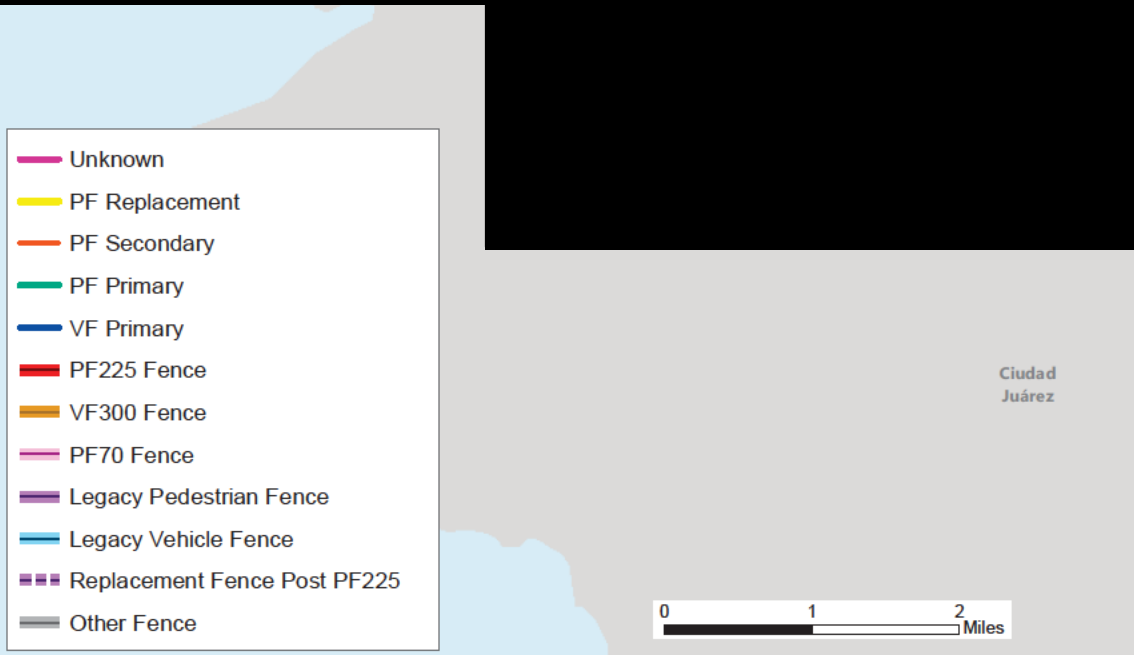 Unknown
PF Replacement
PF Secondary
PF Primary
VF Primary
PF225 Fence
VF300 Fence
PF70 Fence
Legacy Pedestrian Fence
Legacy Vehicle Fence
Replacement Fence Post PF225
Other Fence
Ciudad
Juárez
0 1 2
Miles